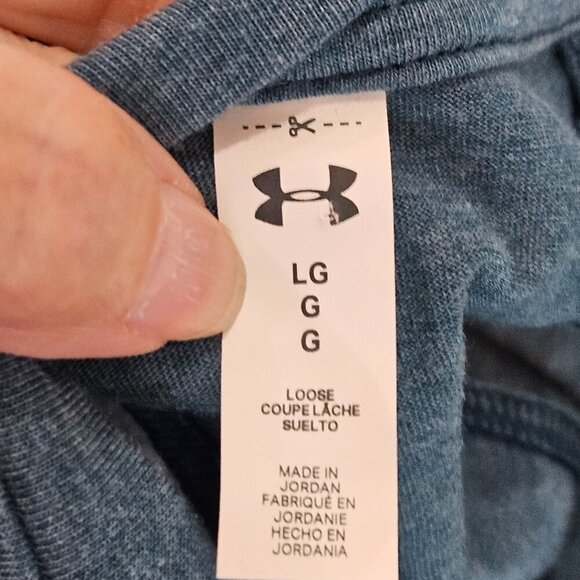 LG
G
G
LOOSE
COUPE LÂCHE
SUELTO
MADE IN
JORDAN
FABRIQUÉ EN
JORDANIE
HECHO EN
JORDANIA